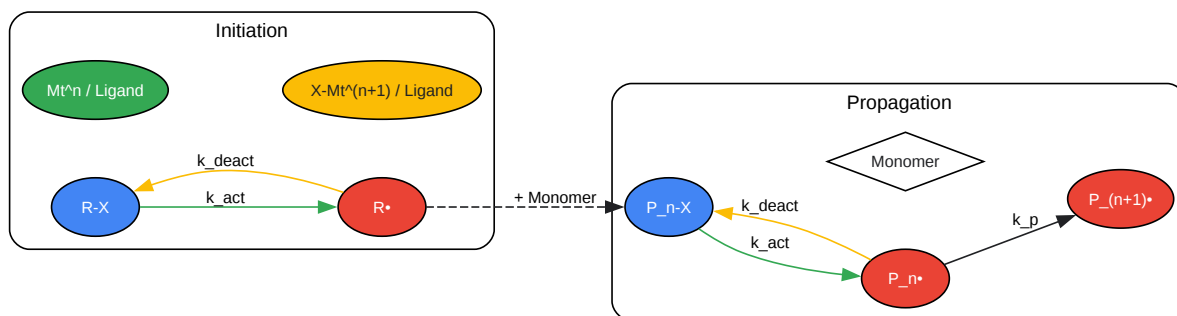 Initiation
Mt^n / Ligand
X-Mt^(n+1) / Ligand
k_deact
k_act
R-X
R•
+ Monomer
Propagation
Monomer
P_n-X
k_deact
k_act
P_n•
k_p
P_(n+1)•